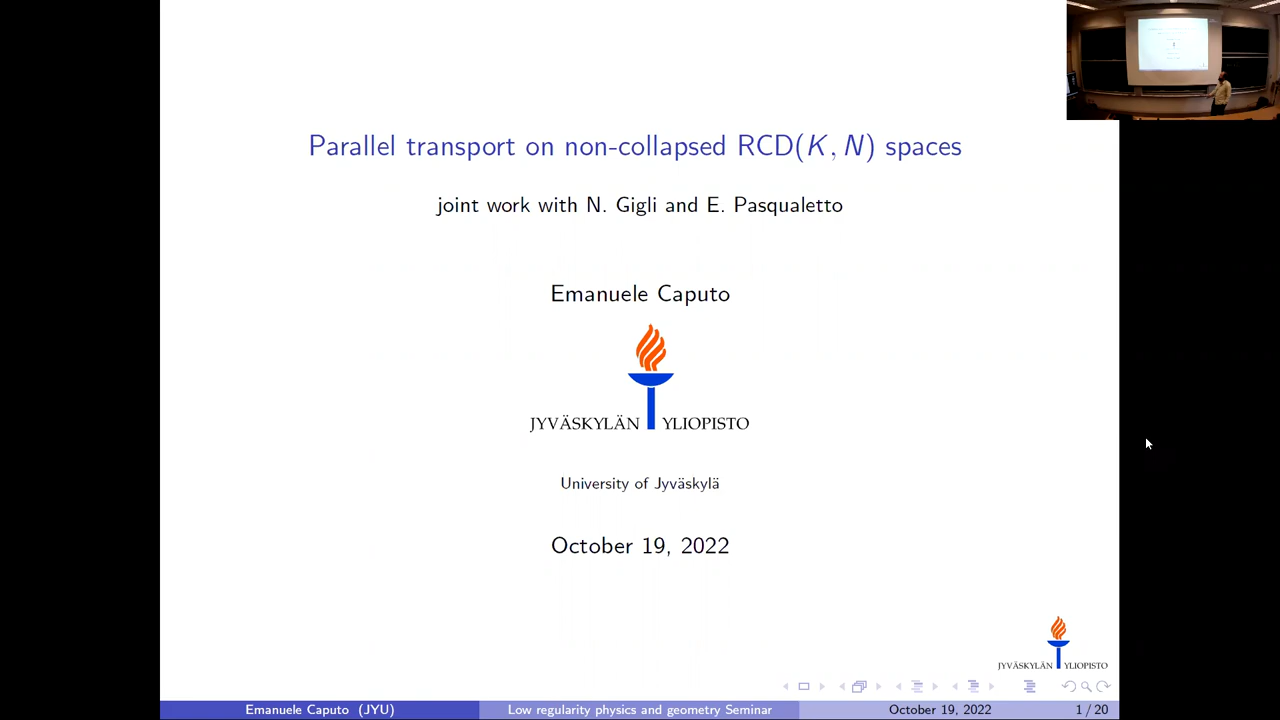 Parallel transport on non-collapsed RCD(K, N) spaces
joint work with N. Gigli and E. Pasqualetto
Emanuele Caputo
JYVÄSKYLÄN YLIOPISTO
University of Jyväskylä
October 19, 2022
JYVÄSKYLÄN YLIOPISTO
Emanuele Caputo (JYU) Low regularity physics and geometry Seminar October 19, 2022 1 / 20